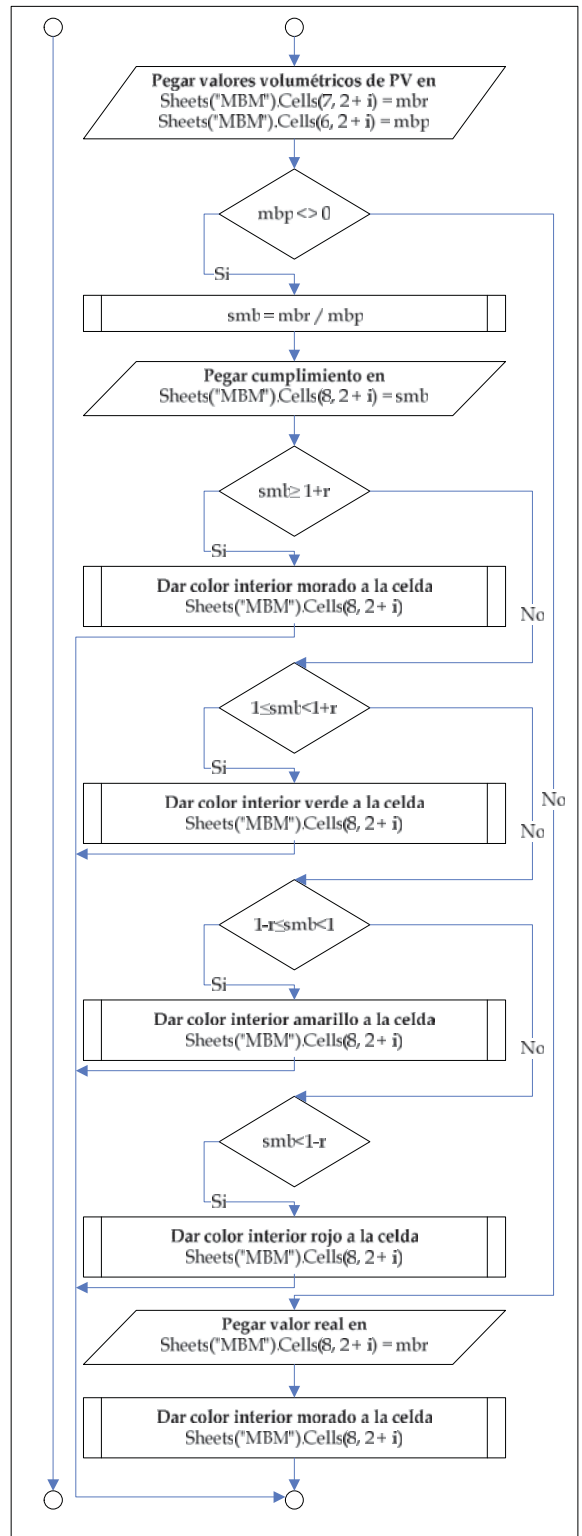 Pegar valores volumétricos de PV en
Sheets("MBM").Cells(7, 2 + i) = mbr
Sheets("MBM").Cells(6, 2 + i) = mbp
mbp <> 0
Si
smb = mbr / mbp
Pegar cumplimiento en
Sheets("MBM").Cells(8, 2 + i) = smb
smb≥ 1+r
Si
Dar color interior morado a la celda
Sheets("MBM").Cells(8, 2 + i)
No
1≤smb<1+r
Si
No
Dar color interior verde a la celda
Sheets("MBM").Cells(8, 2 + i)
No
1-r≤smb<1
Si
Dar color interior amarillo a la celda
Sheets("MBM").Cells(8, 2 + i)
No
smb<1-r
Si
Dar color interior rojo a la celda
Sheets("MBM").Cells(8, 2 + i)
Pegar valor real en
Sheets("MBM").Cells(8, 2 + i) = mbr
Dar color interior morado a la celda
Sheets("MBM").Cells(8, 2 + i)